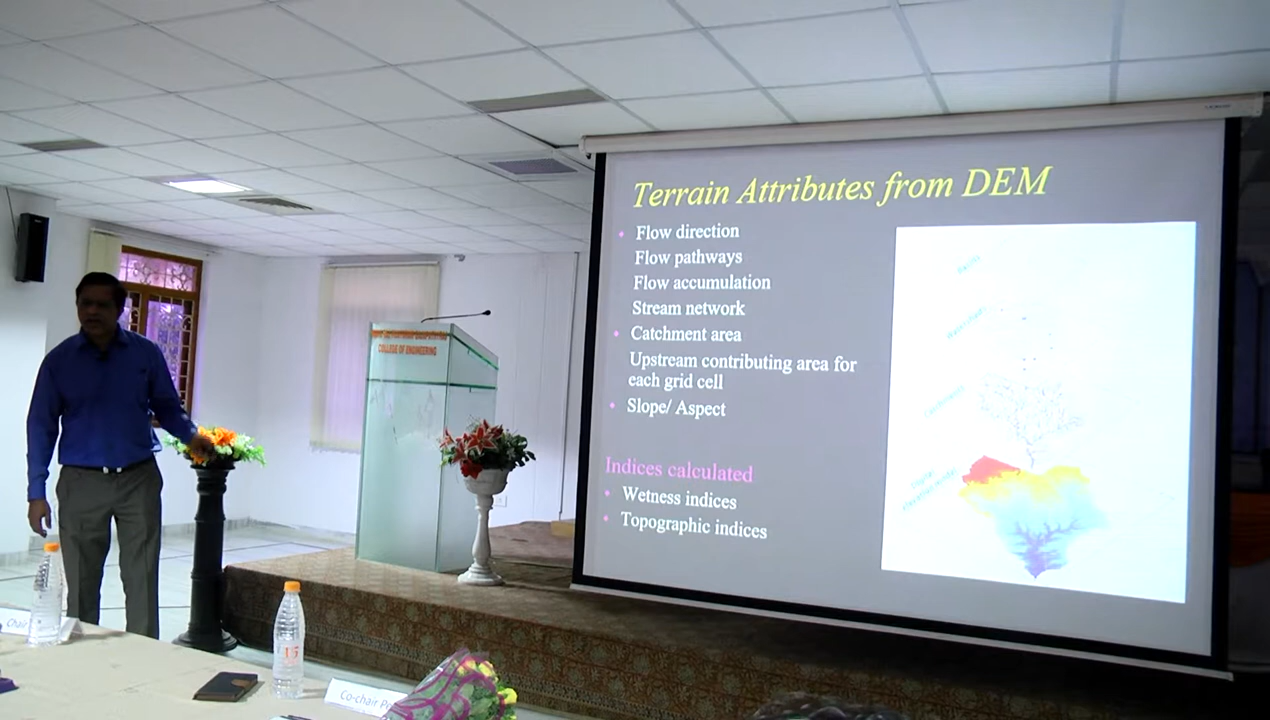 Terrain Attributes from DEM
• Flow direction
Flow pathways
Flow accumulation
Stream network
• Catchment area
Upstream contributing area for
each grid cell
• Slope/ Aspect
Indices calculated
• Wetness indices
• Topographic indices
COLLEGE OF ENGINEERING
Chair
Co-chair